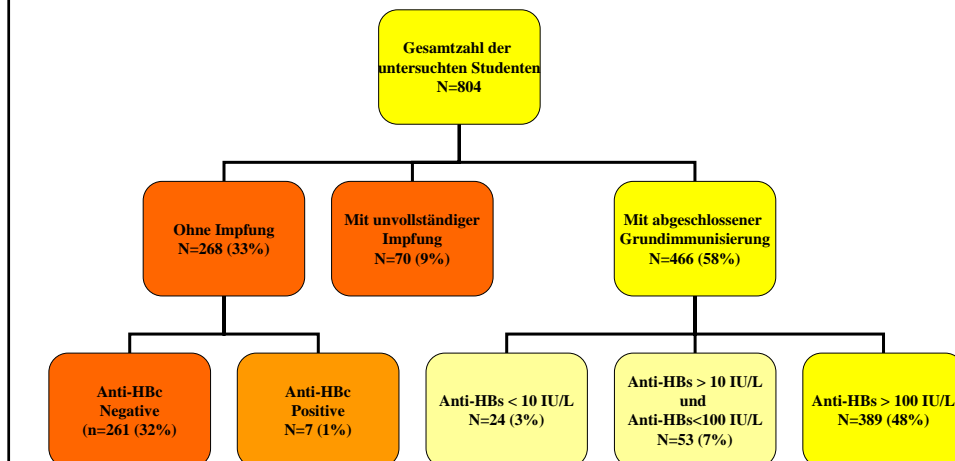 Gesamtzahl der
untersuchten Studenten
N=804
Ohne Impfung
N=268 (33%)
Mit unvollständiger
Impfung
N=70 (9%)
Mit abgeschlossener
Grundimmunisierung
N=466 (58%)
Anti-HBc
Negative
(n=261 (32%)
Anti-HBc
Positive
N=7 (1%)
Anti-HBs < 10 IU/L
N=24 (3%)
Anti-HBs > 10 IU/L
und
Anti-HBs<100 IU/L
N=53 (7%)
Anti-HBs > 100 IU/L
N=389 (48%)